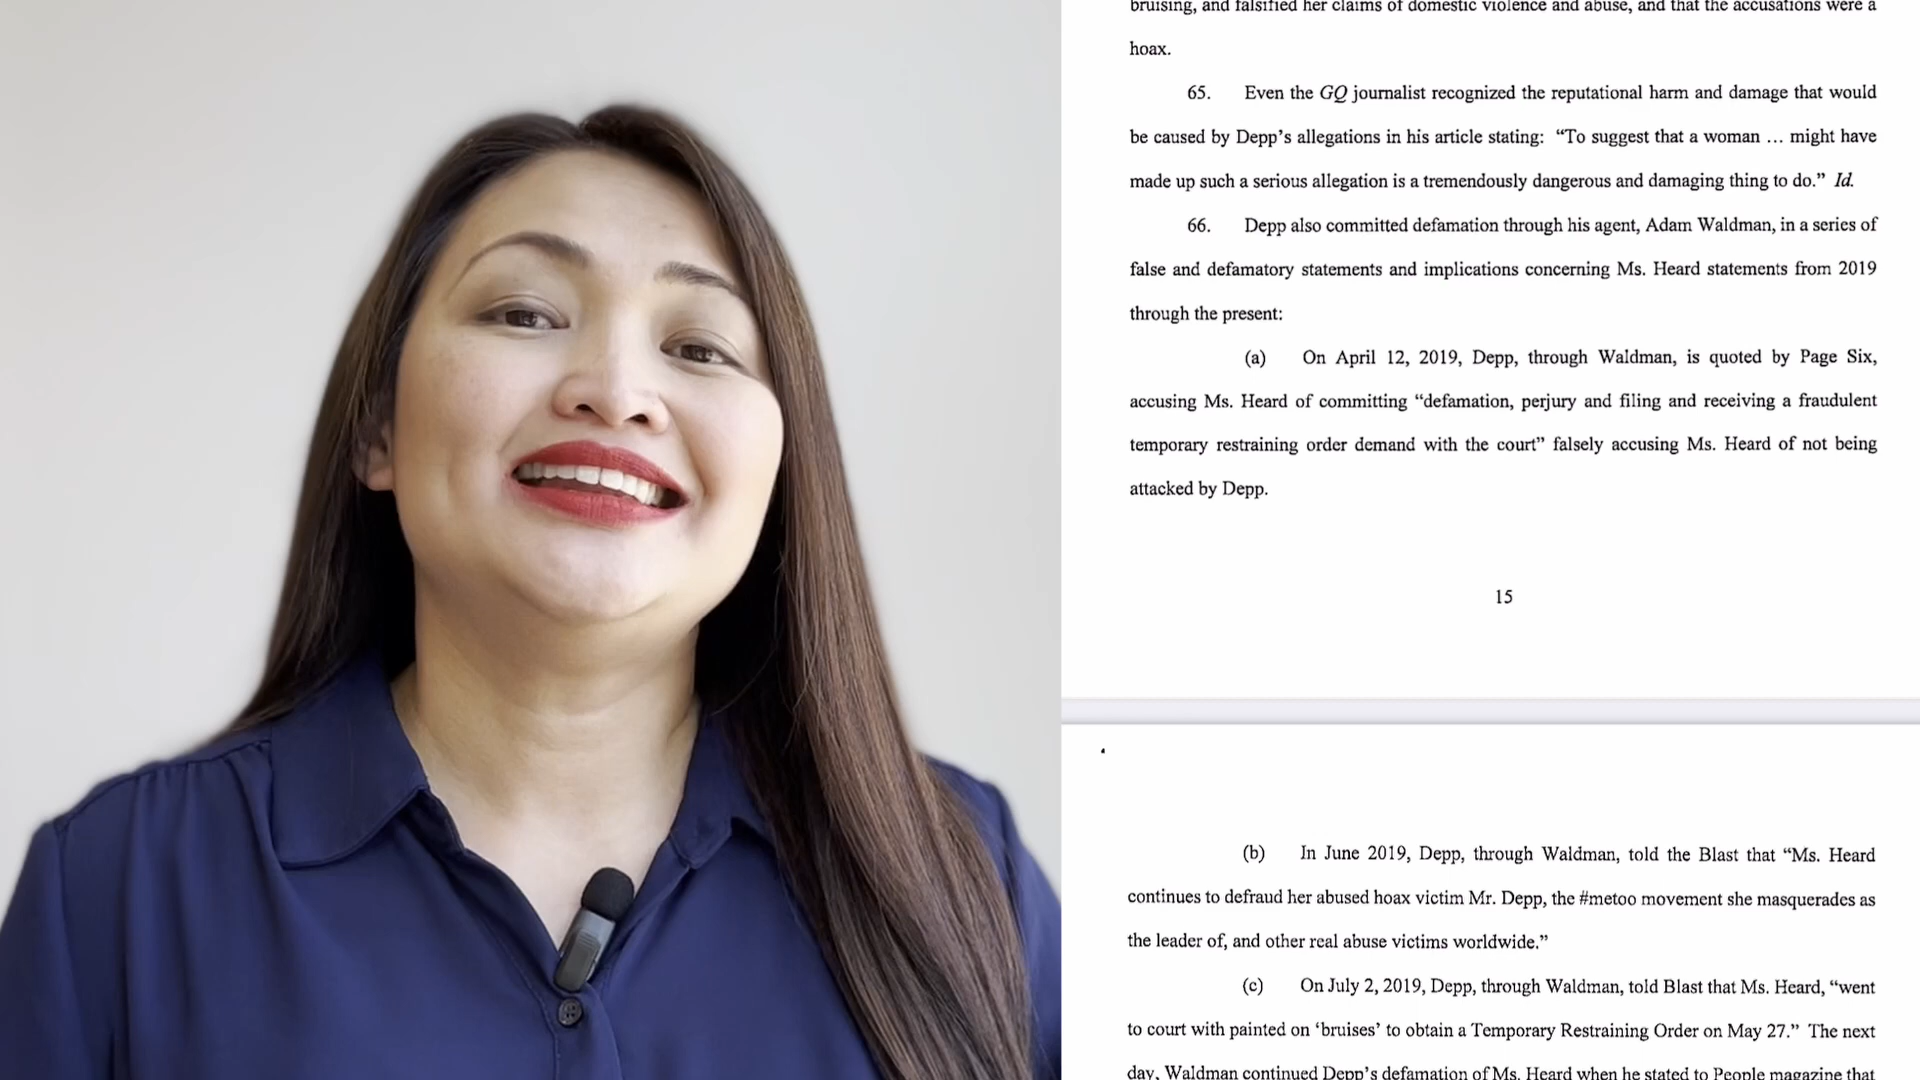 bruising, and falsified her claims of domestic violence and abuse, and that the accusations were a
hoax.
65. Even the GQ journalist recognized the reputational harm and damage that would
be caused by Depp’s allegations in his article stating: “To suggest that a woman … might have
made up such a serious allegation is a tremendously dangerous and damaging thing to do.” Id.
66. Depp also committed defamation through his agent, Adam Waldman, in a series of
false and defamatory statements and implications concerning Ms. Heard statements from 2019
through the present:
(a) On April 12, 2019, Depp, through Waldman, is quoted by Page Six,
accusing Ms. Heard of committing “defamation, perjury and filing and receiving a fraudulent
temporary restraining order demand with the court” falsely accusing Ms. Heard of not being
attacked by Depp.
15
(b) In June 2019, Depp, through Waldman, told the Blast that “Ms. Heard
continues to defraud her abused hoax victim Mr. Depp, the #metoo movement she masquerades as
the leader of, and other real abuse victims worldwide.”
(c) On July 2, 2019, Depp, through Waldman, told Blast that Ms. Heard, “went
to court with painted on ‘bruises’ to obtain a Temporary Restraining Order on May 27.” The next
day, Waldman continued Depp’s defamation of Ms. Heard when he stated to People magazine that